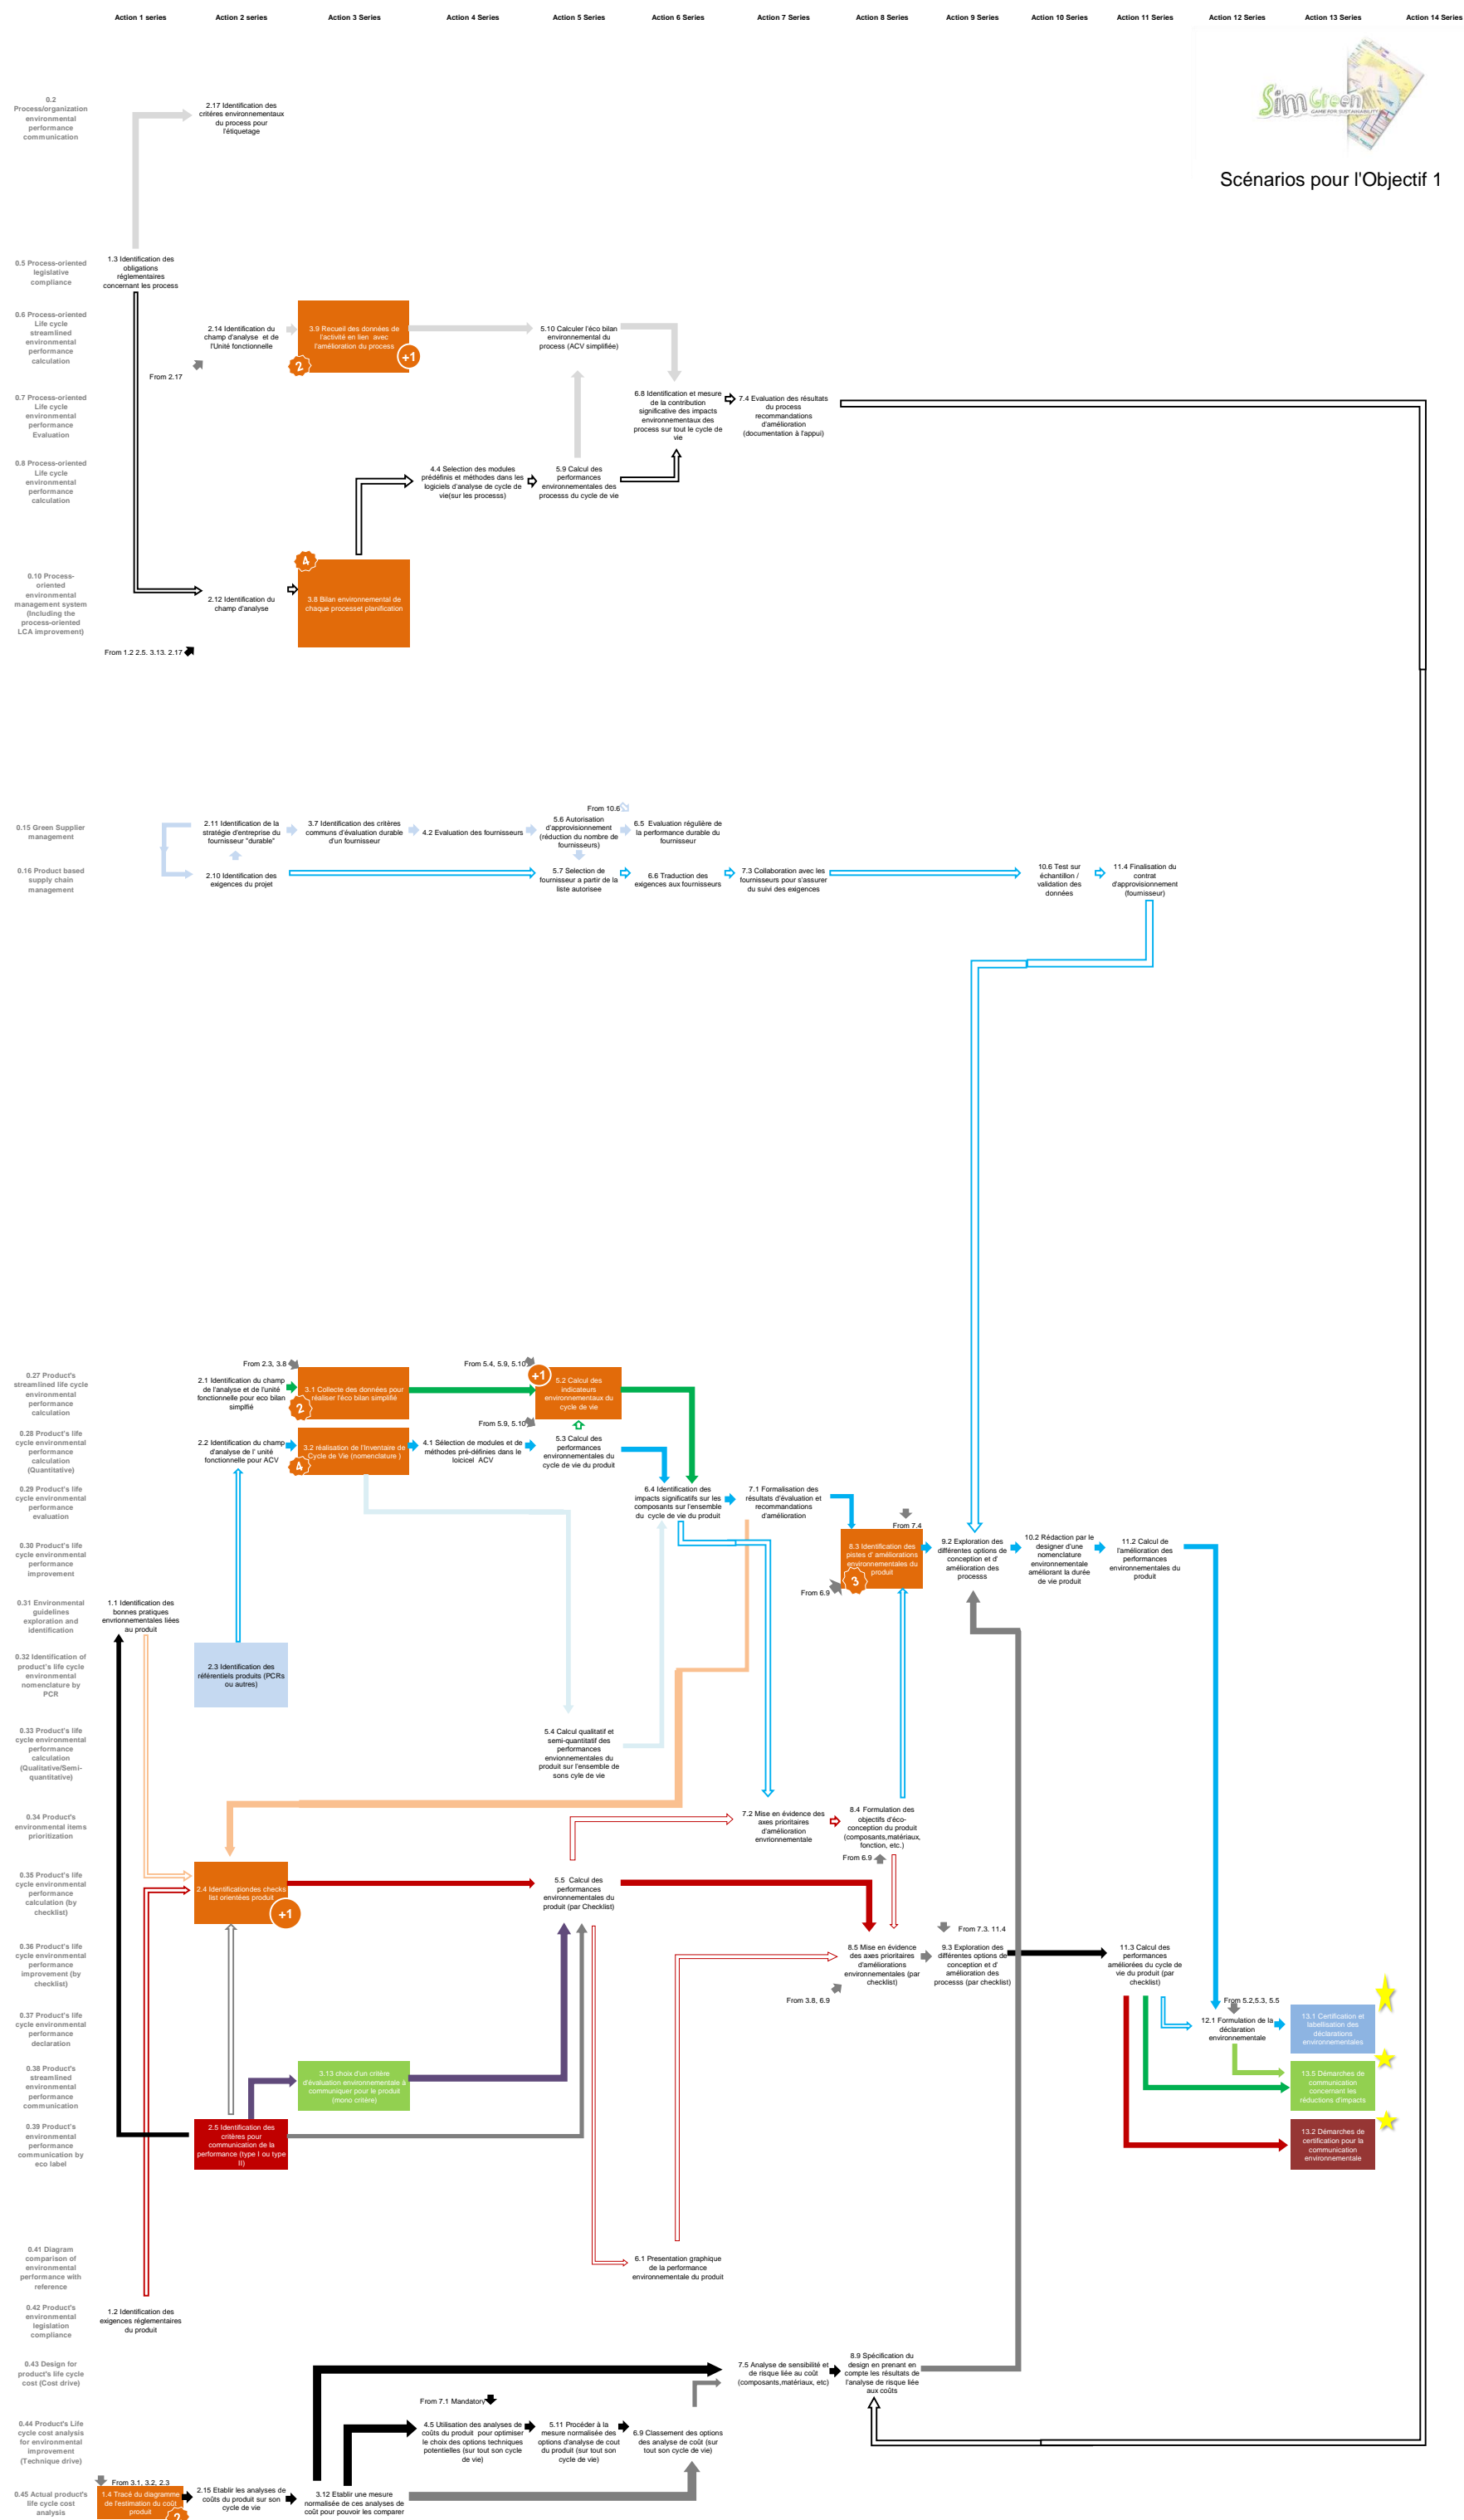 Action 1 series
Action 2 series
Action 3 Series
Action 4 Series
Action 5 Series
Action 6 Series
Action 7 Series
Action 8 Series
Action 9 Series
Action 10 Series
Action 11 Series
Action 12 Series
Action 13 Series
Action 14 Series
SimGreen
GAME FOR SUSTAINABILITY
Scénarios pour l'Objectif 1
0.2
Process/organization
environmental
performance
communication
2.17 Identification des
critères environnementaux
du process pour
l'étiquetage
0.5 Process-oriented
legislative
compliance
1.3 Identification des
obligations
réglementaires
concernant les process
0.6 Process-oriented
Life cycle
streamlined
environmental
performance
calculation
From 2.17
2.14 Identification du
champ d'analyse et de
l'Unité fonctionnelle
3.9 Recueil des données de
l'activité en lien avec
l'amélioration du process
2
+1
5.10 Calculer l'éco bilan
environnemental du
process (ACV simplifiée)
0.7 Process-oriented
Life cycle
environmental
performance
Evaluation
6.8 Identification et mesure
de la contribution
significative des impacts
environnementaux des
process sur tout le cycle de
vie
7.4 Evaluation des résultats
du process
recommandations
d'amélioration
(documentation à l'appui)
0.8 Process-oriented
Life cycle
environmental
performance
calculation
4.4 Selection des modules
prédéfinis et méthodes dans les
logiciels d'analyse de cycle de
vie(sur les processs)
5.9 Calcul des
performances
environnementales des
processs du cycle de vie
0.10 Process-
oriented
environmental
management system
(Including the
process-oriented
LCA improvement)
From 1.2 2.5. 3.13. 2.17
2.12 Identification du
champ d'analyse
4
3.8 Bilan environnemental de
chaque processet planification
0.15 Green Supplier
management
2.11 Identification de la
stratégie d'entreprise du
fournisseur "durable"
3.7 Identification des critères
communs d'évaluation durable
d'un fournisseur
4.2 Evaluation des fournisseurs
From 10.6
5.6 Autorisation
d'approvisionnement
(réduction du nombre de
fournisseurs)
6.5 Evaluation régulière de
la performance durable du
fournisseur
0.16 Product based
supply chain
management
2.10 Identification des
exigences du projet
5.7 Selection de
fournisseur a partir de la
liste autorisee
6.6 Traduction des
exigences aux fournisseurs
7.3 Collaboration avec les
fournisseurs pour s'assurer
du suivi des exigences
10.6 Test sur
échantillon /
validation des
données
11.4 Finalisation du
contrat
d'approvisionnement
(fournisseur)
0.27 Product's
streamlined life cycle
environmental
performance
calculation
From 2.3, 3.8
2.1 Identification du champ
de l'analyse et de l'unité
fonctionnelle pour eco bilan
simplfié
3.1 Collecte des données pour
réaliser l'éco bilan simplifié
2
From 5.4, 5.9, 5.10
+1
5.2 Calcul des
indicateurs
environnementaux du
cycle de vie
0.28 Product's life
cycle environmental
performance
calculation
(Quantitative)
2.2 Identification du champ
d'analyse de l' unité
fonctionnelle pour ACV
3.2 réalisation de l'Inventaire de
Cycle de Vie (nomenclature )
4
From 5.9, 5.10
4.1 Sélection de modules et de
méthodes pré-définies dans le
loicicel ACV
5.3 Calcul des
performances
environnementales du
cycle de vie du produit
0.29 Product's life
cycle environmental
performance
evaluation
6.4 Identification des
impacts significatifs sur les
composants sur l'ensemble
du cycle de vie du produit
7.1 Formalisation des
résultats d'évaluation et
recommandations
d'amélioration
0.30 Product's life
cycle environmental
performance
improvement
From 7.4
8.3 Identification des
pistes d' améliorations
environnementales du
produit
3
From 6.9
9.2 Exploration des
différentes options de
conception et d'
amélioration des
processs
10.2 Rédaction par le
designer d'une
nomenclature
environnementale
améliorant la durée
de vie produit
11.2 Calcul de
l'amélioration des
performances
environnementales du
produit
0.31 Environmental
guidelines
exploration and
identification
1.1 Identification des
bonnes pratiques
envrionnementales liées
au produit
0.32 Identification of
product's life cycle
environmental
nomenclature by
PCR
2.3 Identification des
référentiels produits (PCRs
ou autres)
0.33 Product's life
cycle environmental
performance
calculation
(Qualitative/Semi-
quantitative)
5.4 Calcul qualitatif et
semi-quantitatif des
performances
envionnementales du
produit sur l'ensemble de
sons cyle de vie
0.34 Product's
environmental items
prioritization
7.2 Mise en évidence des
axes prioritaires
d'amélioration
envrionnementale
8.4 Formulation des
objectifs d'éco-
conception du produit
(composants,matériaux,
fonction, etc.)
From 6.9
0.35 Product's life
cycle environmental
performance
calculation (by
checklist)
2.4 Identificationdes checks
list orientées produit
+1
5.5 Calcul des
performances
environnementales du
produit (par Checklist)
0.36 Product's life
cycle environmental
performance
improvement (by
checklist)
8.5 Mise en évidence
des axes prioritaires
d'améliorations
environnementales (par
checklist)
From 3.8, 6.9
From 7.3. 11.4
9.3 Exploration des
différentes options de
conception et d'
amélioration des
processs (par checklist)
11.3 Calcul des
performances
améliorées du cycle de
vie du produit (par
checklist)
0.37 Product's life
cycle environmental
performance
declaration
From 5.2,5.3, 5.5
12.1 Formulation de la
déclaration
environnementale
13.1 Certification et
labellisation des
déclarations
environnementales
0.38 Product's
streamlined
environmental
performance
communication
3.13 choix d'un critère
d'évaluation environnementale à
communiquer pour le produit
(mono critère)
13.5 Démarches de
communication
concernant les
réductions d'impacts
0.39 Product's
environmental
performance
communication by
eco label
2.5 Identification des
critères pour
communication de la
performance (type I ou type
II)
13.2 Démarches de
certification pour la
communication
environnementale
0.41 Diagram
comparison of
environmental
performance with
reference
6.1 Presentation graphique
de la performance
environnementale du produit
0.42 Product's
environmental
legislation
compliance
1.2 Identification des
exigences réglementaires
du produit
0.43 Design for
product's life cycle
cost (Cost drive)
7.5 Analyse de sensibilité et
de risque liée au coût
(composants,matériaux, etc)
8.9 Spécification du
design en prenant en
compte les résultats de
l'analyse de risque liée
aux coûts
0.44 Product's Life
cycle cost analysis
for environmental
improvement
(Technique drive)
From 7.1 Mandatory
4.5 Utilisation des analyses de
coûts du produit pour optimiser
le choix des options techniques
potentielles (sur tout son cycle
de vie)
5.11 Procéder à la
mesure normalisée des
options d'analyse de cout
du produit (sur tout son
cycle de vie)
6.9 Classement des options
des analyse de coût (sur
tout son cycle de vie)
0.45 Actual product's
life cycle cost
analysis
From 3.1, 3.2, 2.3
1.4 Tracé du diagramme
de l'estimation du coût
produit
2
2.15 Etablir les analyses de
coûts du produit sur son
cycle de vie
3.12 Etablir une mesure
normalisée de ces analyses de
coût pour pouvoir les comparer